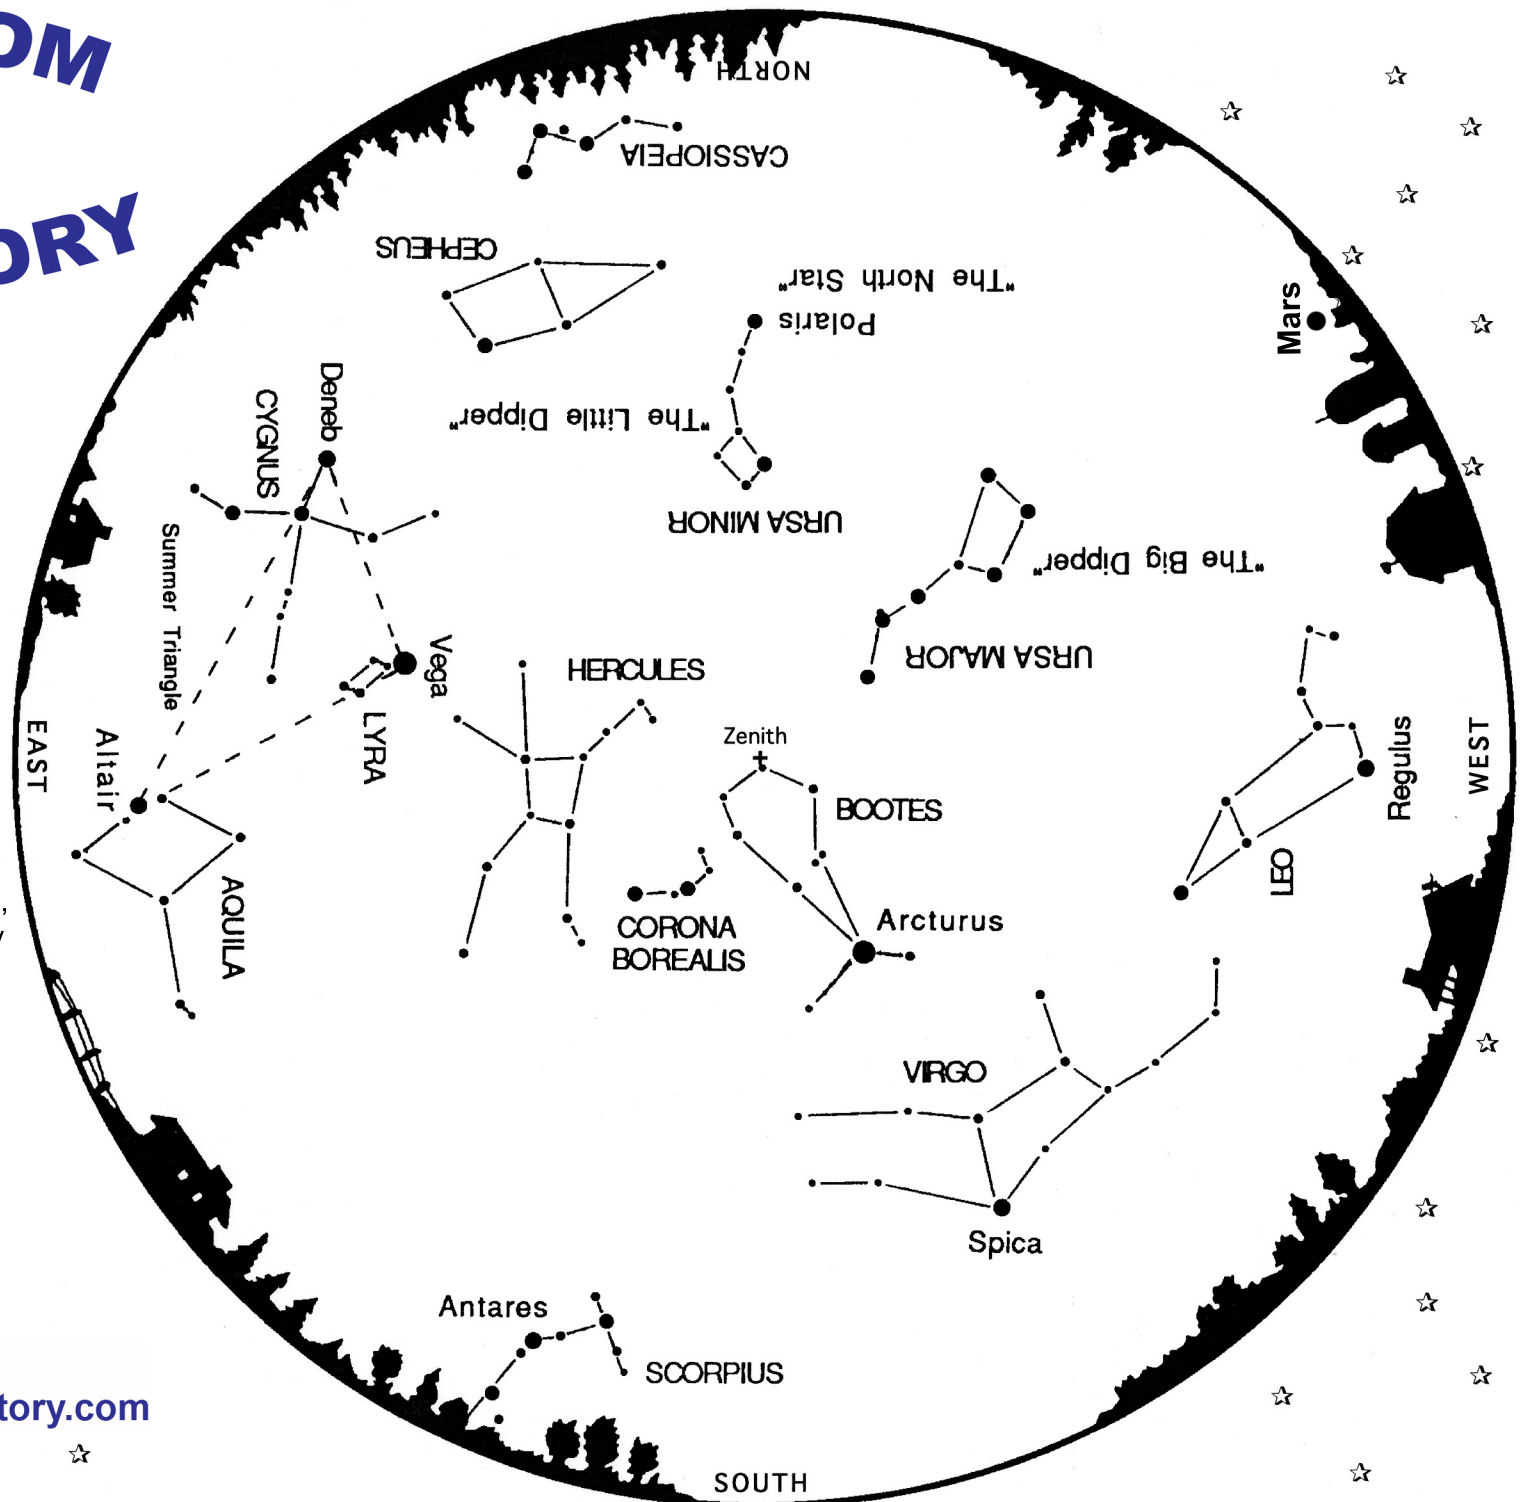 OM
ORY
NORTH
CASSIOPEIA
CEPHEUS
"The North Star"
Polaris
Mars
"The Little Dipper"
Deneb
CYGNUS
URSA MINOR
"The Big Dipper"
Summer Triangle
URSA MAJOR
Vega
HERCULES
LYRA
EAST
Altair
Zenith
BOOTES
Regulus
WEST
LEO
AQUILA
CORONA
BOREALIS
Arcturus
VIRGO
Spica
Antares
SCORPIUS
tory.com
SOUTH